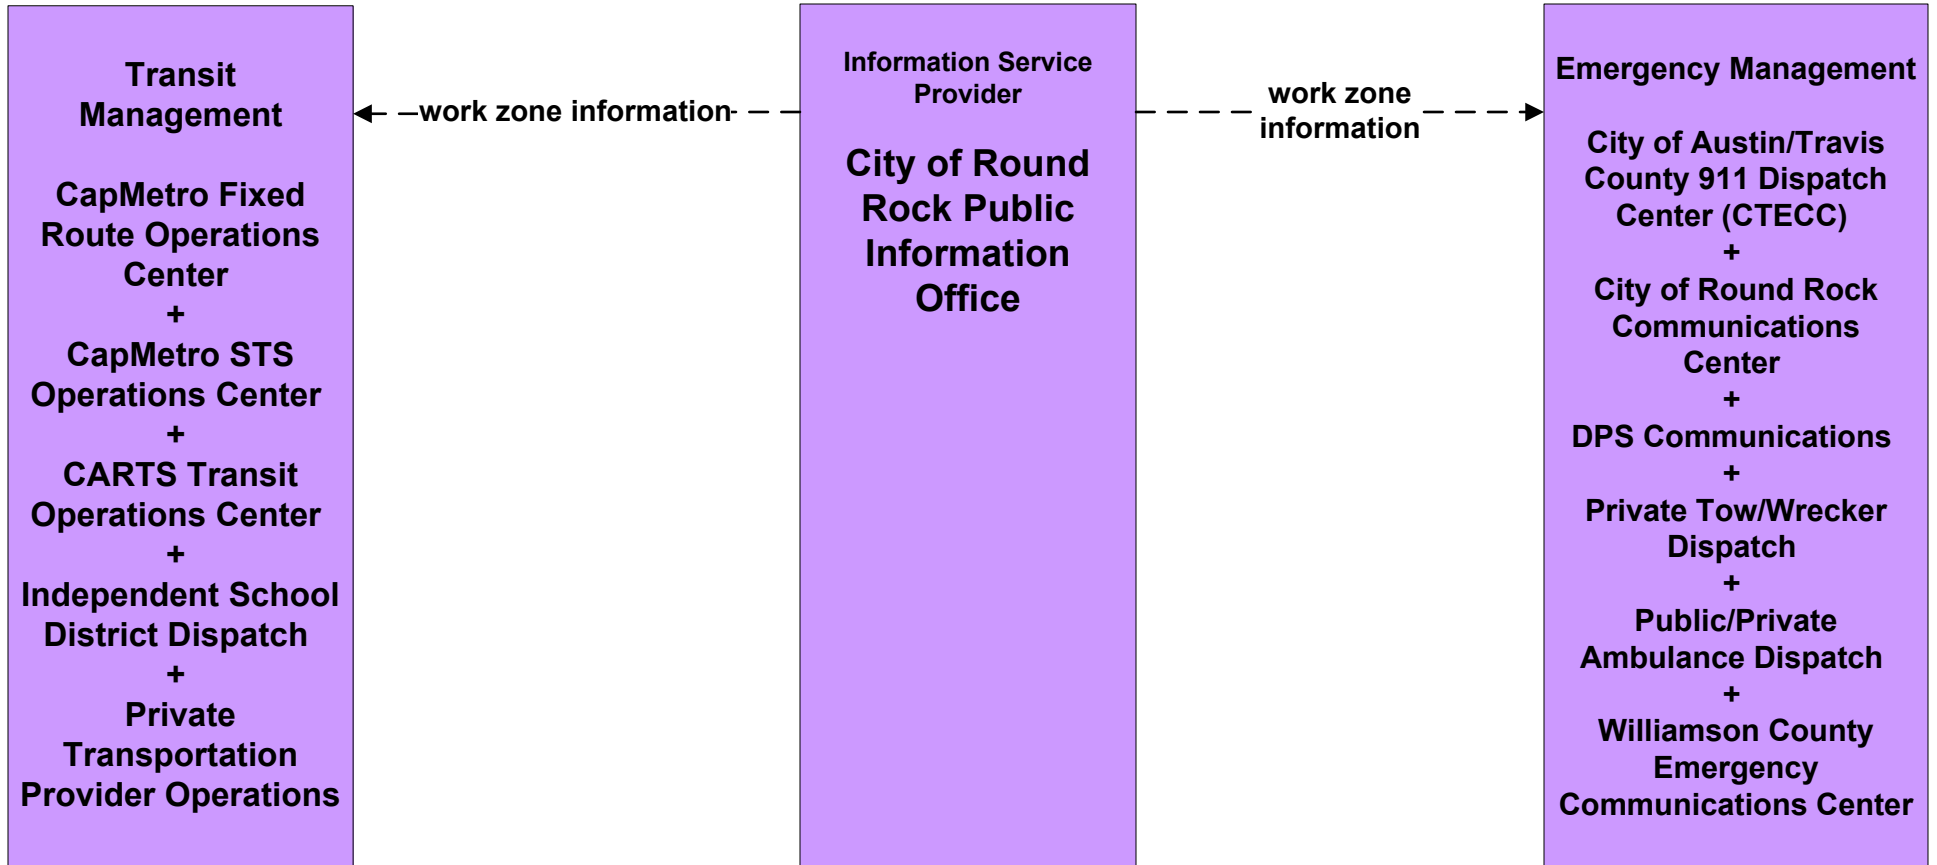 Transit
Management
CapMetro Fixed
Route Operations
Center
+
CapMetro STS
Operations Center
+
CARTS Transit
Operations Center
+
Independent School
District Dispatch
+
Private
Transportation
Provider Operations
work zone information
Information Service
Provider
City of Round
Rock Public
Information
Office
work zone
information
Emergency Management
City of Austin/Travis
County 911 Dispatch
Center (CTECC)
+
City of Round Rock
Communications
Center
+
DPS Communications
+
Private Tow/Wrecker
Dispatch
+
Public/Private
Ambulance Dispatch
+
Williamson County
Emergency
Communications Center